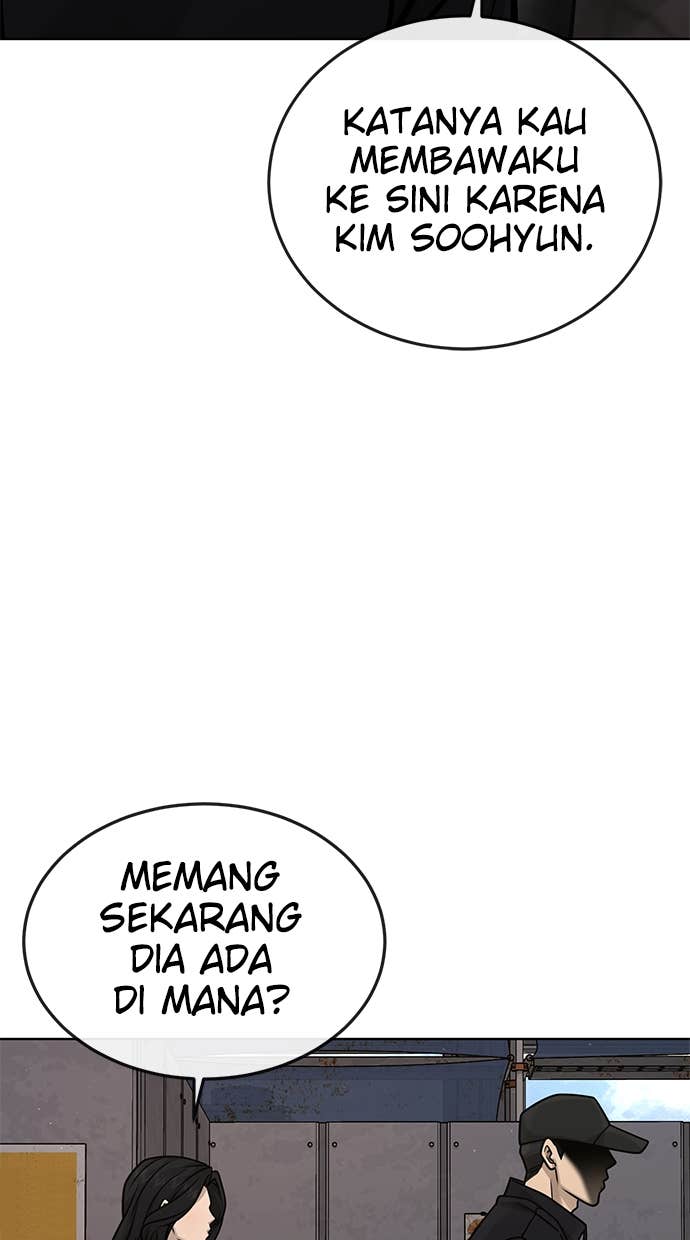 KATANYA KAU
MEMBAWAKU
KE SINI KARENA
KIM SOOHYUN.
MEMANG
SEKARANG
DIA ADA
DI MANA?